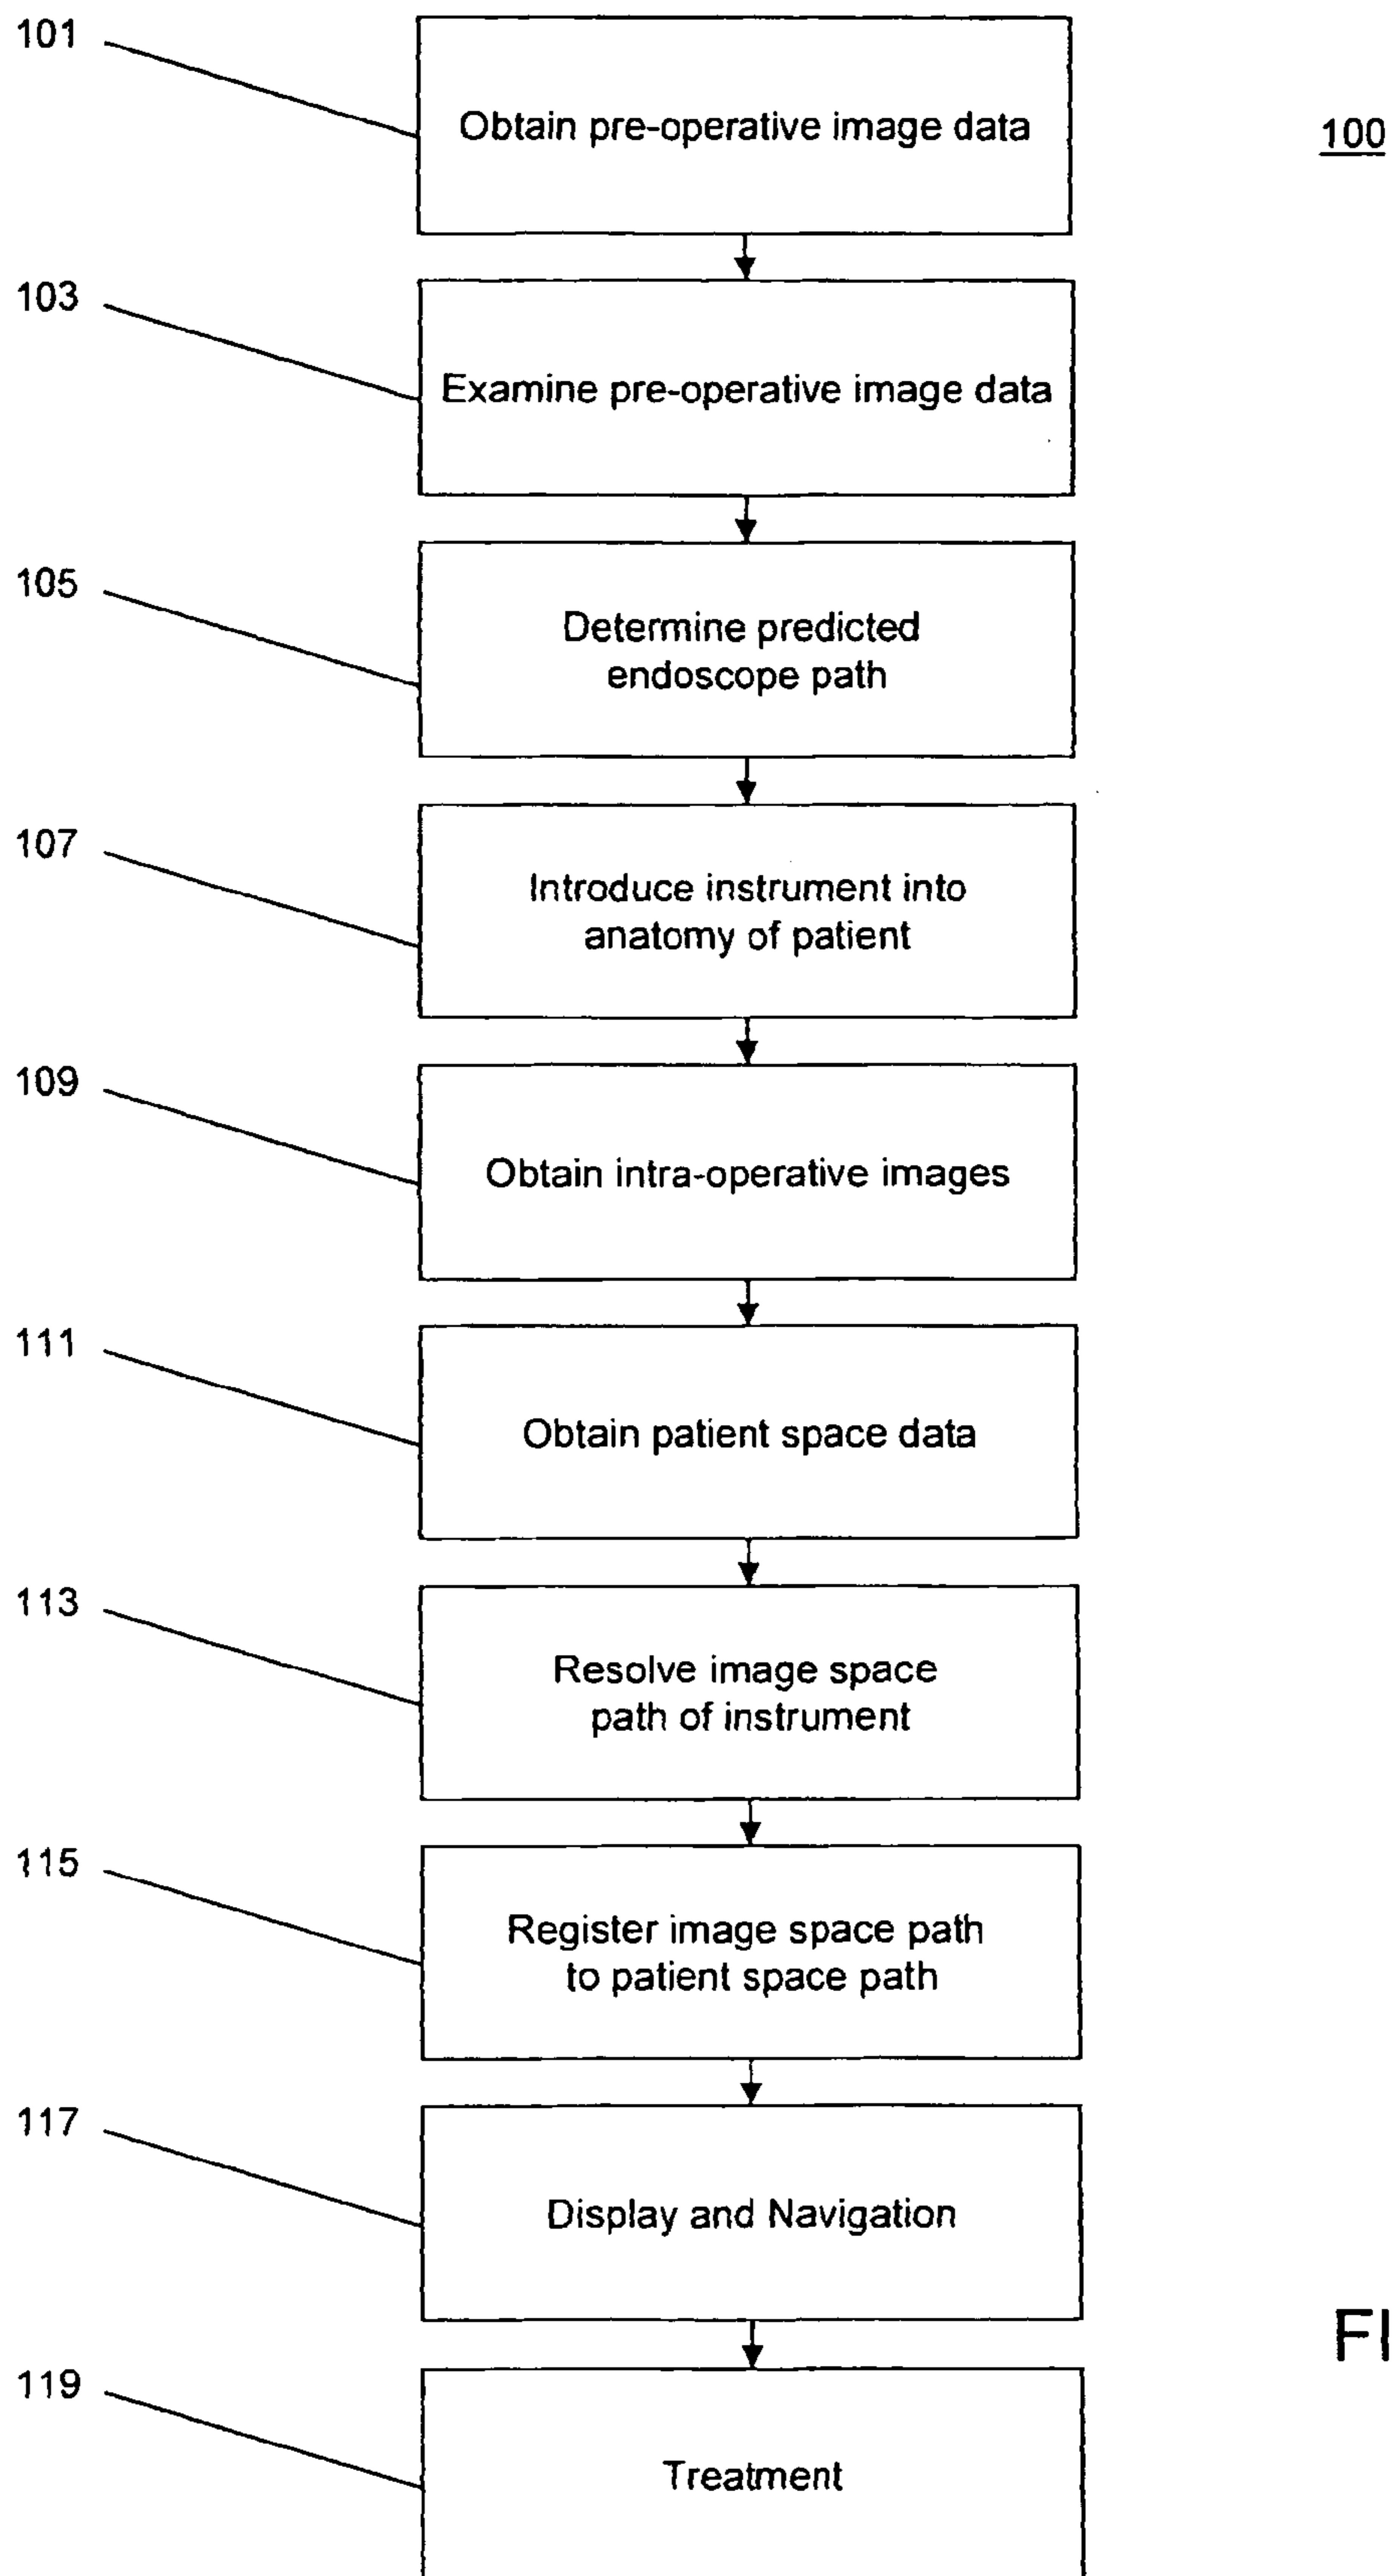 101
Obtain pre-operative image data
100
103
Examine pre-operative image data
105
Determine predicted
endoscope path
107
Introduce instrument into
anatomy of patient
109
Obtain intra-operative images
111
Obtain patient space data
113
Resolve image space
path of instrument
115
Register image space path
to patient space path
117
Display and Navigation
FI
119
Treatment